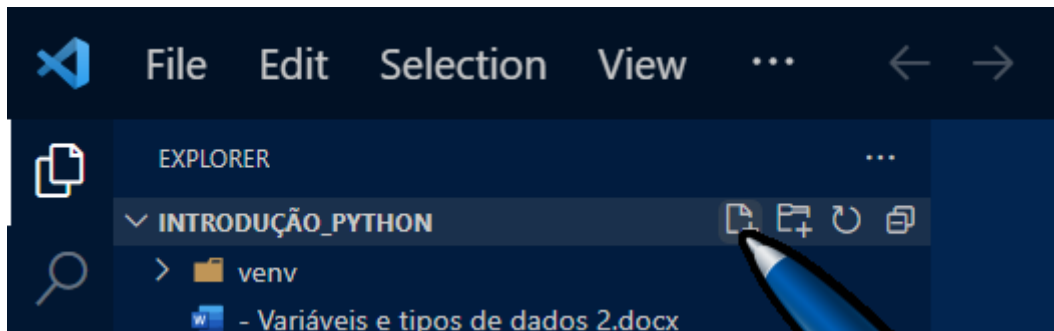 File Edit Selection View ...
EXPLORER ...
INTRODUÇÃO_PYTHON
venv
- Variáveis e tipos de dados 2.docx